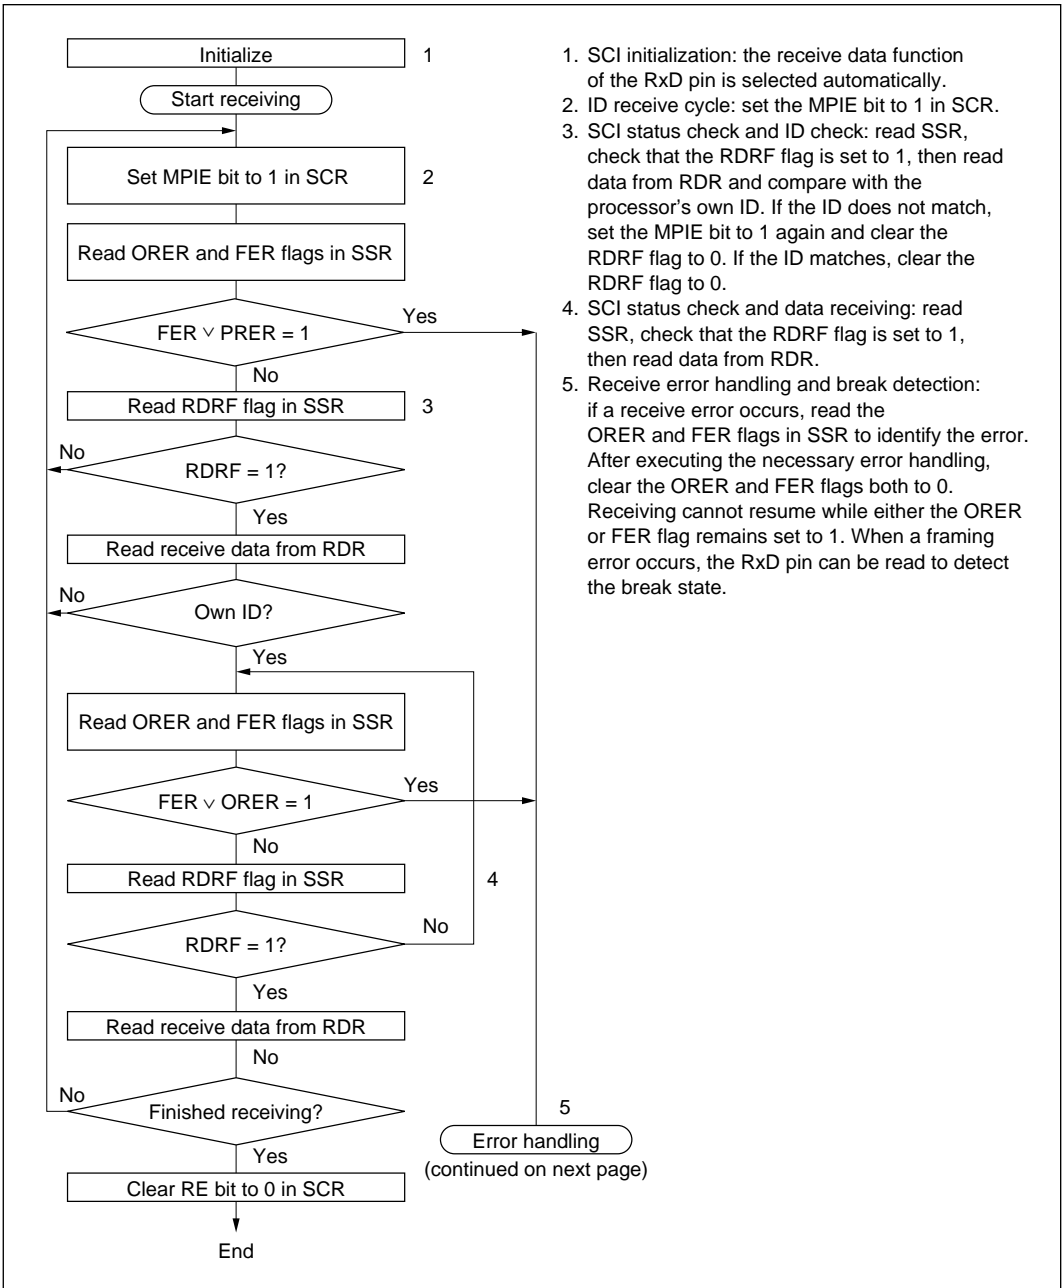 Initialize
1
Start receiving
Set MPIE bit to 1 in SCR
2
Read ORER and FER flags in SSR
FER ∨ PRER = 1
Yes
No
Read RDRF flag in SSR
3
No
RDRF = 1?
Yes
Read receive data from RDR
No
Own ID?
Yes
Read ORER and FER flags in SSR
FER ∨ ORER = 1
Yes
No
Read RDRF flag in SSR
4
RDRF = 1?
No
Yes
Read receive data from RDR
No
No
Finished receiving?
Yes
Clear RE bit to 0 in SCR
End
5
Error handling
(continued on next page)
1. SCI initialization: the receive data function
of the RxD pin is selected automatically.
2. ID receive cycle: set the MPIE bit to 1 in SCR.
3. SCI status check and ID check: read SSR,
check that the RDRF flag is set to 1, then read
data from RDR and compare with the
processor's own ID. If the ID does not match,
set the MPIE bit to 1 again and clear the
RDRF flag to 0. If the ID matches, clear the
RDRF flag to 0.
4. SCI status check and data receiving: read
SSR, check that the RDRF flag is set to 1,
then read data from RDR.
5. Receive error handling and break detection:
if a receive error occurs, read the
ORER and FER flags in SSR to identify the error.
After executing the necessary error handling,
clear the ORER and FER flags both to 0.
Receiving cannot resume while either the ORER
or FER flag remains set to 1. When a framing
error occurs, the RxD pin can be read to detect
the break state.